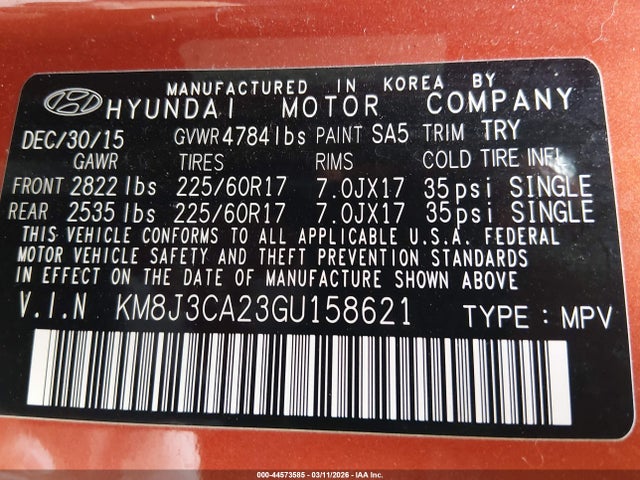 MANUFACTURED IN KOREA BY
HYUNDAI MOTOR COMPANY
DEC/30/15 GVWR 4784lbs PAINT SA5 TRIM TRY
GAWR TIRES RIMS COLD TIRE INFL
FRONT 2822 lbs 225/60R17 7.0JX17 35psi SINGLE
REAR 2535 lbs 225/60R17 7.0JX17 35psi SINGLE
THIS VEHICLE CONFORMS TO ALL APPLICABLE U.S.A. FEDERAL
MOTOR VEHICLE SAFETY AND THEFT PREVENTION STANDARDS
IN EFFECT ON THE DATE OF MANUFACTURE SHOWN ABOVE
V.I.N KM8J3CA23GU158621 TYPE : MPV
000-44573585 - 03/11/2026 - IAA Inc.